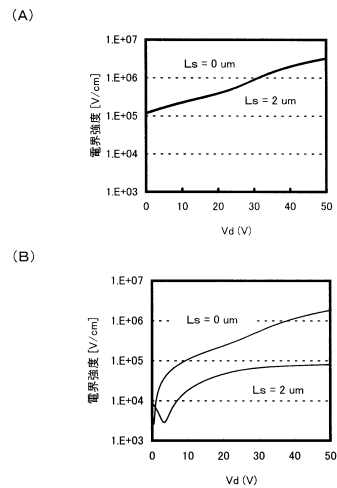 (A)
1.E+07
1.E+06
1.E+05
1.E+04
1.E+03
電界強度 [V/cm]
Ls = 0 um
Ls = 2 um
0 10 20 30 40 50
Vd (V)
(B)
1.E+07
1.E+06
1.E+05
1.E+04
1.E+03
電界強度 [V/cm]
Ls = 0 um
Ls = 2 um
0 10 20 30 40 50
Vd (V)